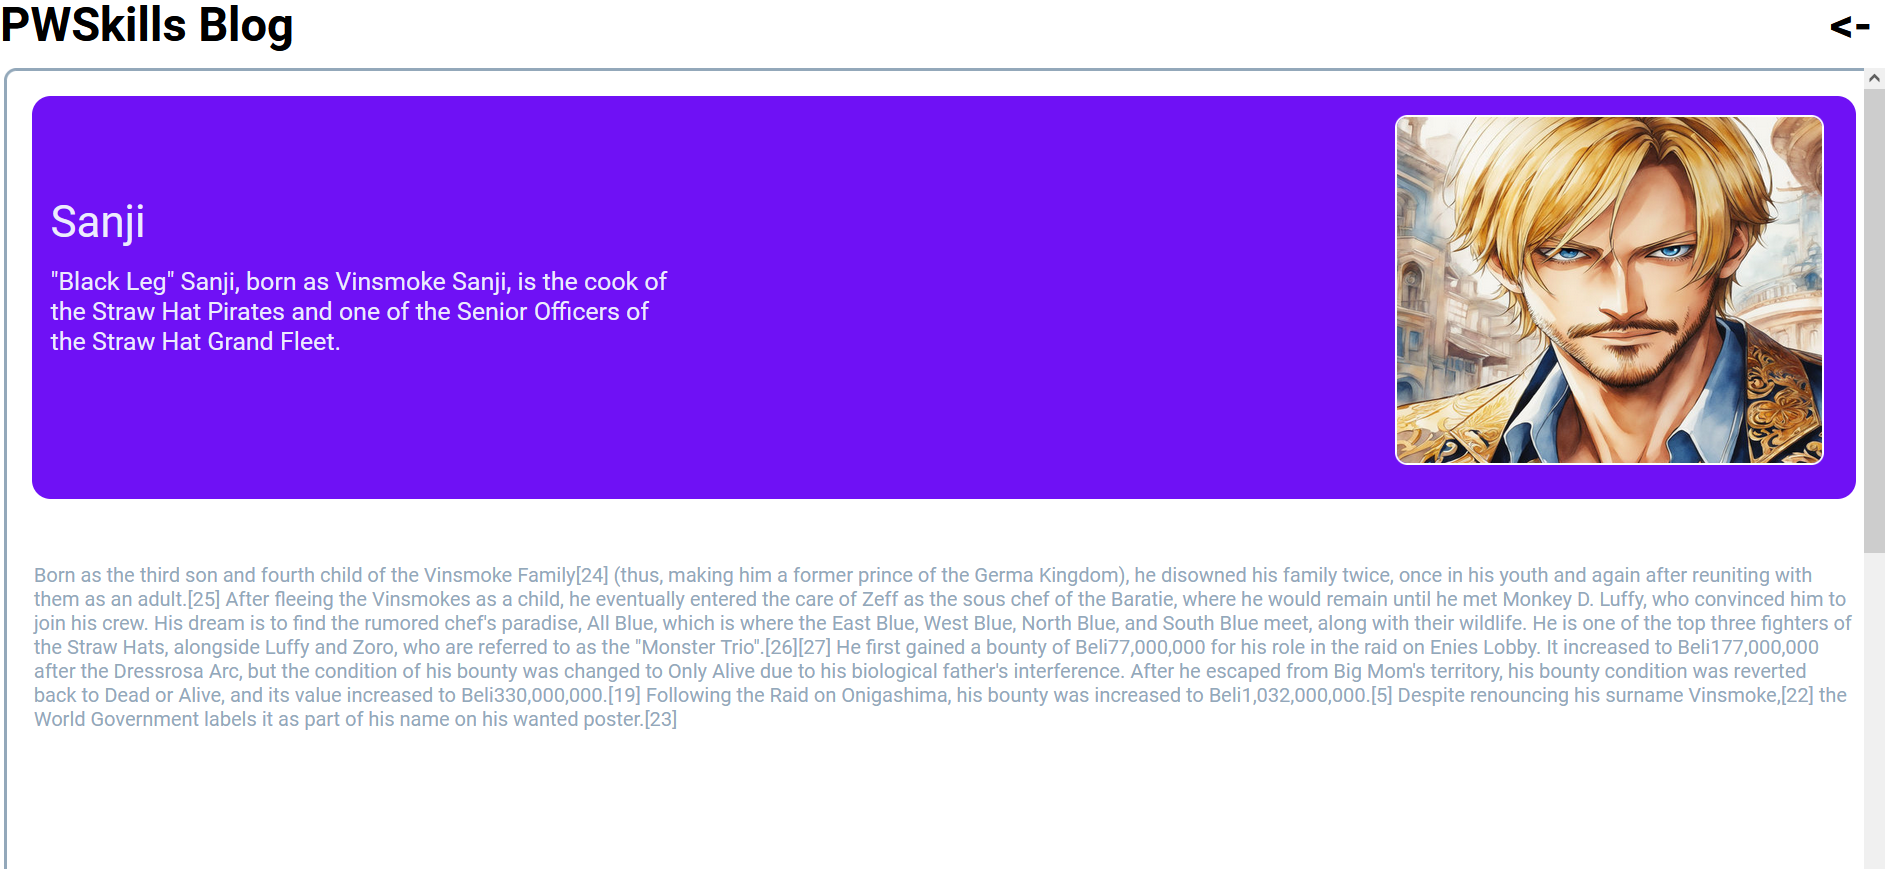 PWSkills Blog
<-
Sanji
"Black Leg" Sanji, born as Vinsmoke Sanji, is the cook of
the Straw Hat Pirates and one of the Senior Officers of
the Straw Hat Grand Fleet.
Born as the third son and fourth child of the Vinsmoke Family[24] (thus, making him a former prince of the Germa Kingdom), he disowned his family twice, once in his youth and again after reuniting with
them as an adult.[25] After fleeing the Vinsmokes as a child, he eventually entered the care of Zeff as the sous chef of the Baratie, where he would remain until he met Monkey D. Luffy, who convinced him to
join his crew. His dream is to find the rumored chef's paradise, All Blue, which is where the East Blue, West Blue, North Blue, and South Blue meet, along with their wildlife. He is one of the top three fighters of
the Straw Hats, alongside Luffy and Zoro, who are referred to as the "Monster Trio".[26][27] He first gained a bounty of Beli77,000,000 for his role in the raid on Enies Lobby. It increased to Beli177,000,000
after the Dressrosa Arc, but the condition of his bounty was changed to Only Alive due to his biological father's interference. After he escaped from Big Mom's territory, his bounty condition was reverted
back to Dead or Alive, and its value increased to Beli330,000,000.[19] Following the Raid on Onigashima, his bounty was increased to Beli1,032,000,000.[5] Despite renouncing his surname Vinsmoke,[22] the
World Government labels it as part of his name on his wanted poster.[23]